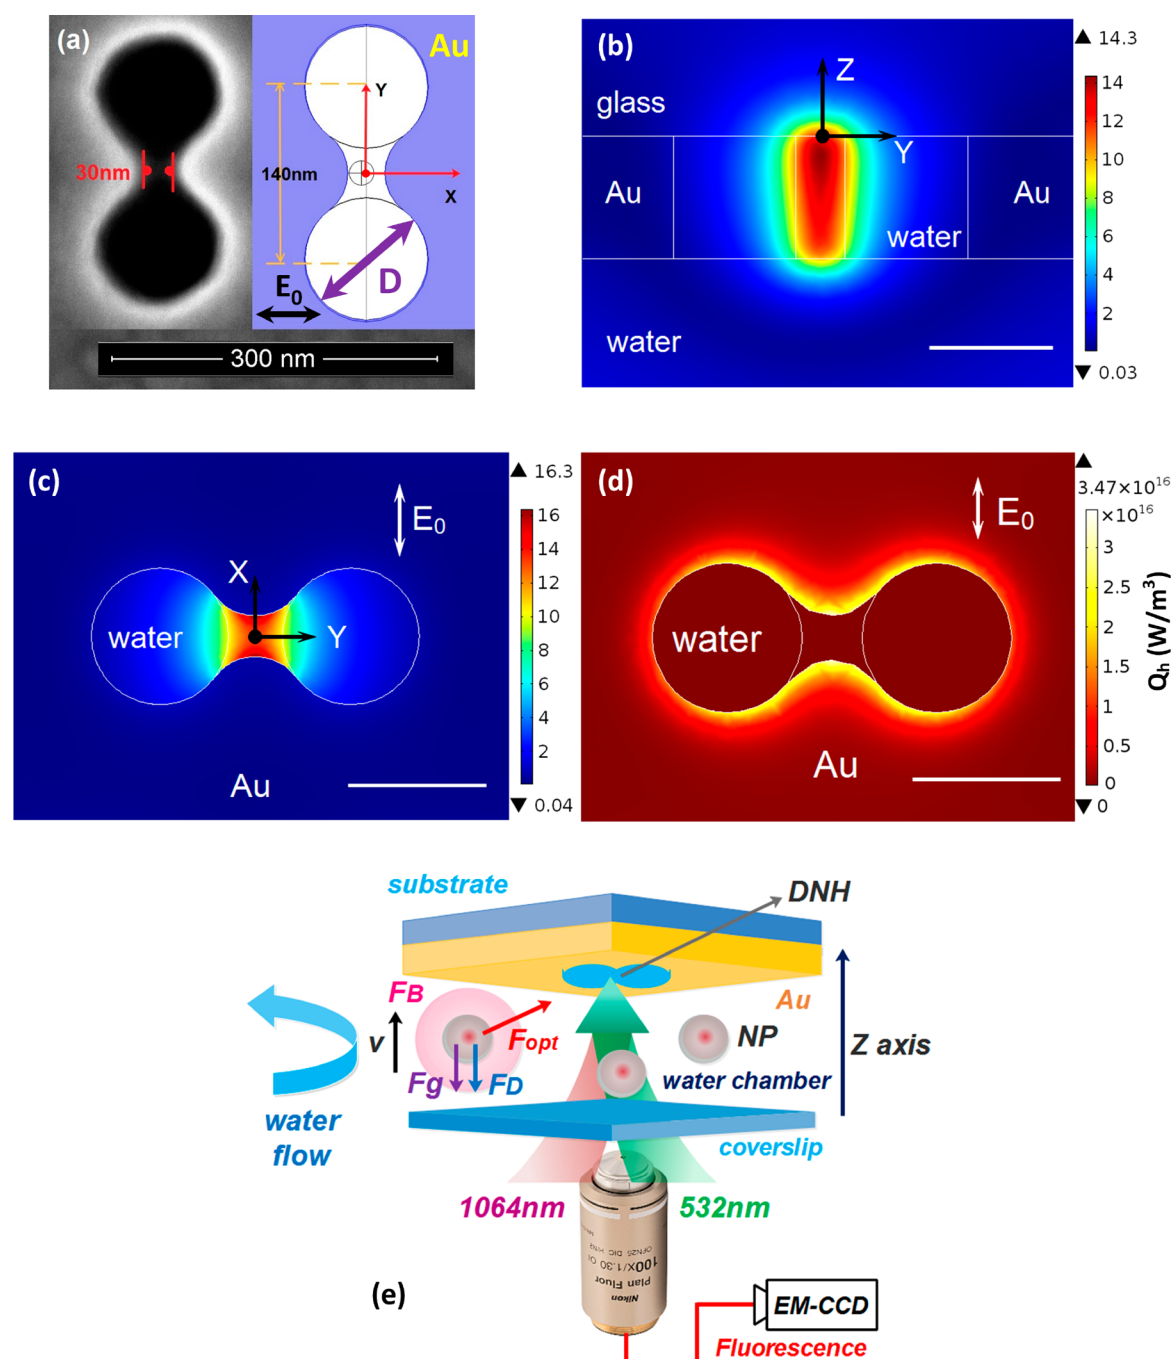 (a)
Au
Y
30nm
140nm
X
E0
D
300 nm
(b)
14.3
Z
glass
Y
Au
Au
water
water
14
12
10
8
6
4
2
0.03
(c)
16.3
E0
X
water
Y
Au
16
14
12
10
8
6
4
2
0.04
(d)
3.47×10^16
×10^16
E0
water
Au
3
2.5
2
1.5
1
0.5
0
0
Qh (W/m³)
substrate
DNH
FB
Au
v
Fopt
NP
Z axis
Fg
FD
water chamber
water
flow
coverslip
1064nm
532nm
OFN25 DIC H/N2
100x/1.30 Oil
Plan Fluor
Nikon
(e)
EM-CCD
Fluorescence